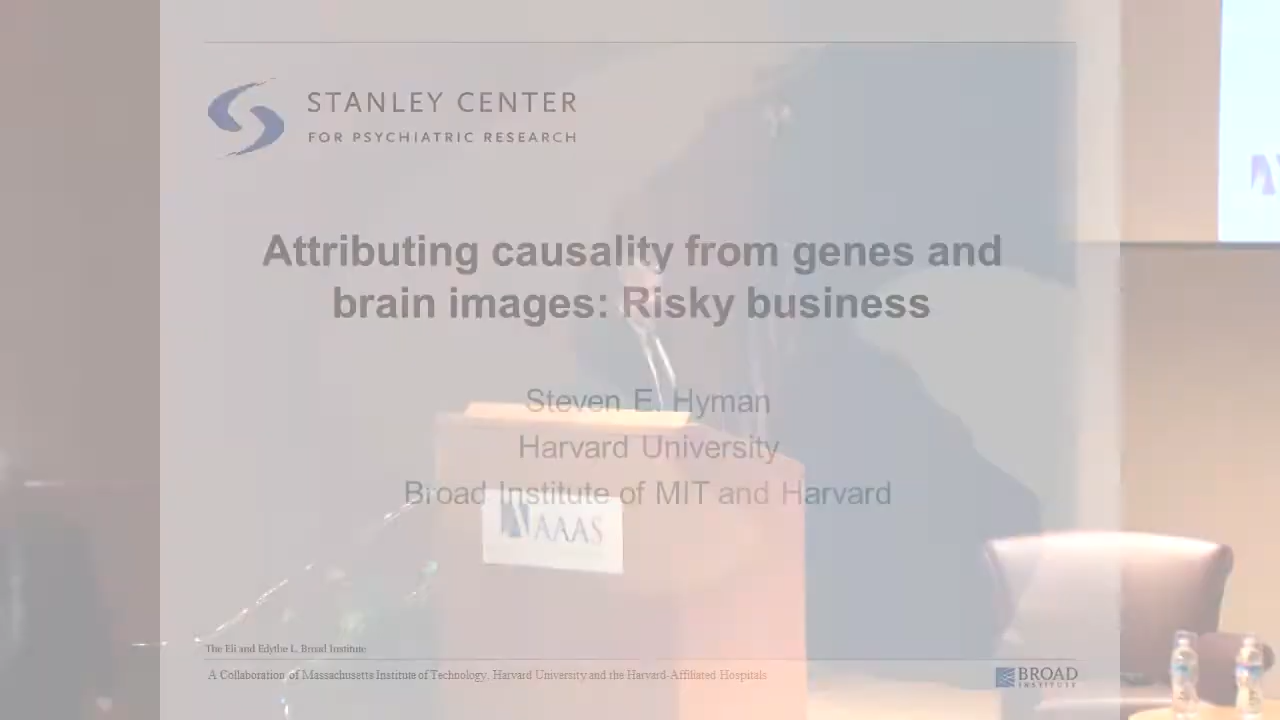 STANLEY CENTER
FOR PSYCHIATRIC RESEARCH
Attributing causality from genes and
brain images: Risky business
Steven E. Hyman
Harvard University
Broad Institute of MIT and Harvard
AAAS
The Eli and Edythe L. Broad Institute
A Collaboration of Massachusetts Institute of Technology, Harvard University and the Harvard-Affiliated Hospitals
BROAD
INSTITUTE